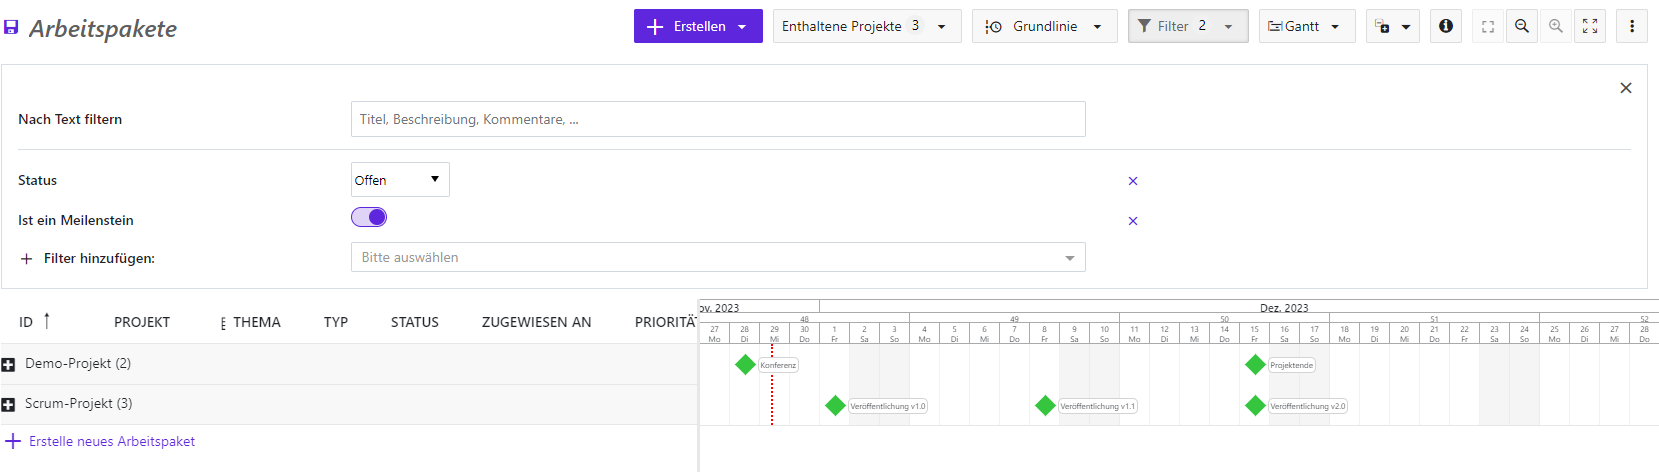 Arbeitspakete
Erstellen
Enthaltene Projekte 3
Grundlinie
Filter 2
Gantt
Nach Text filtern
Titel, Beschreibung, Kommentare, ...
Status
Offen
Ist ein Meilenstein
Filter hinzufügen:
Bitte auswählen
ID PROJEKT THEMA TYP STATUS ZUGEWIESEN AN PRIORITÄT
ov. 2023 Dez. 2023
48 49 50 51 52
27 28 29 30 1 2 3 4 5 6 7 8 9 10 11 12 13 14 15 16 17 18 19 20 21 22 23 24 25 26 27 28
Mo Di Mi Do Fr Sa So Mo Di Mi Do Fr Sa So Mo Di Mi Do Fr Sa So Mo Di Mi Do Fr Sa So Mo Di Mi Do
Demo-Projekt (2)
Konferenz
Projektende
Scrum-Projekt (3)
Veröffentlichung v1.0
Veröffentlichung v1.1
Veröffentlichung v2.0
Erstelle neues Arbeitspaket